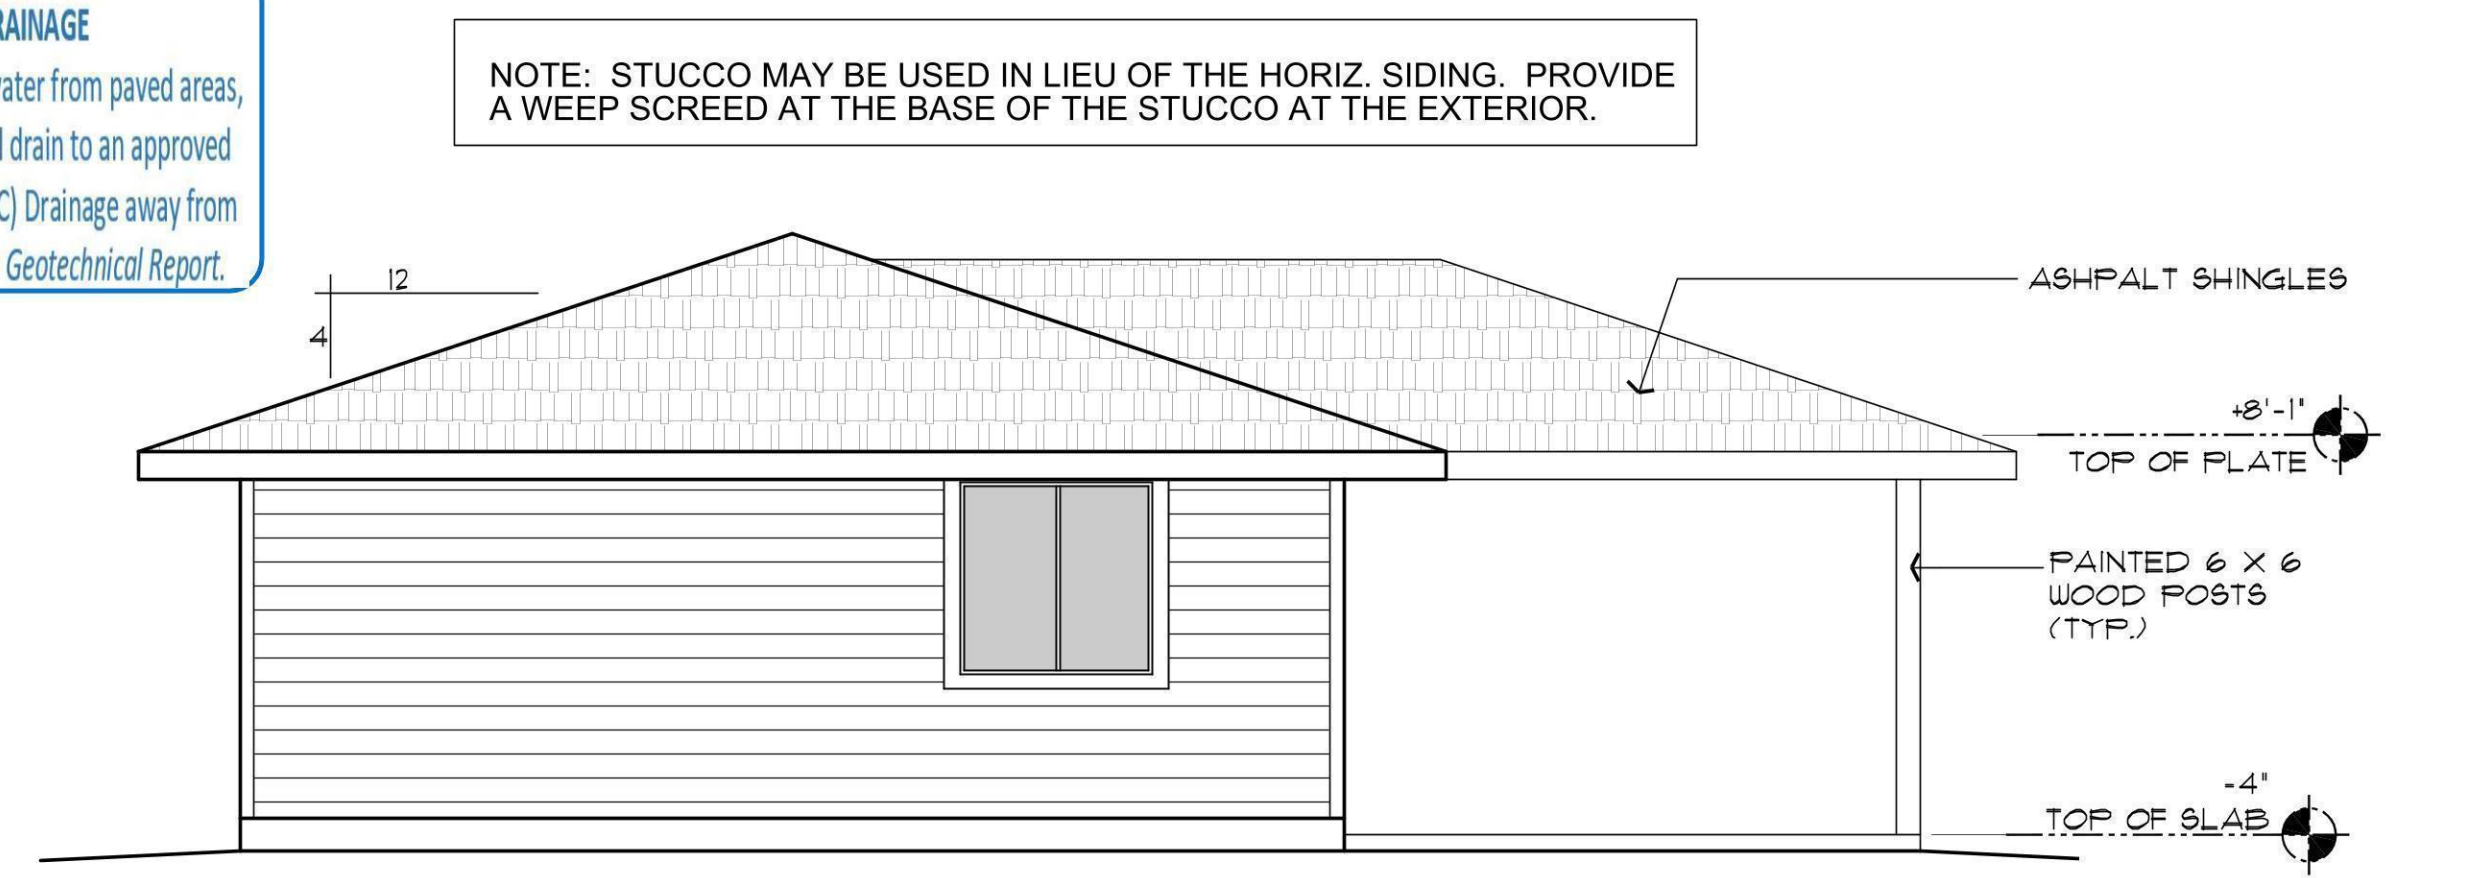 RAINAGE
water from paved areas,
drain to an approved
C) Drainage away from
Geotechnical Report.
NOTE: STUCCO MAY BE USED IN LIEU OF THE HORIZ. SIDING. PROVIDE
A WEEP SCREED AT THE BASE OF THE STUCCO AT THE EXTERIOR.
12
4
ASHPALT SHINGLES
+8'-1"
TOP OF PLATE
PAINTED 6 X 6
WOOD POSTS
(TYP.)
-4"
TOP OF SLAB